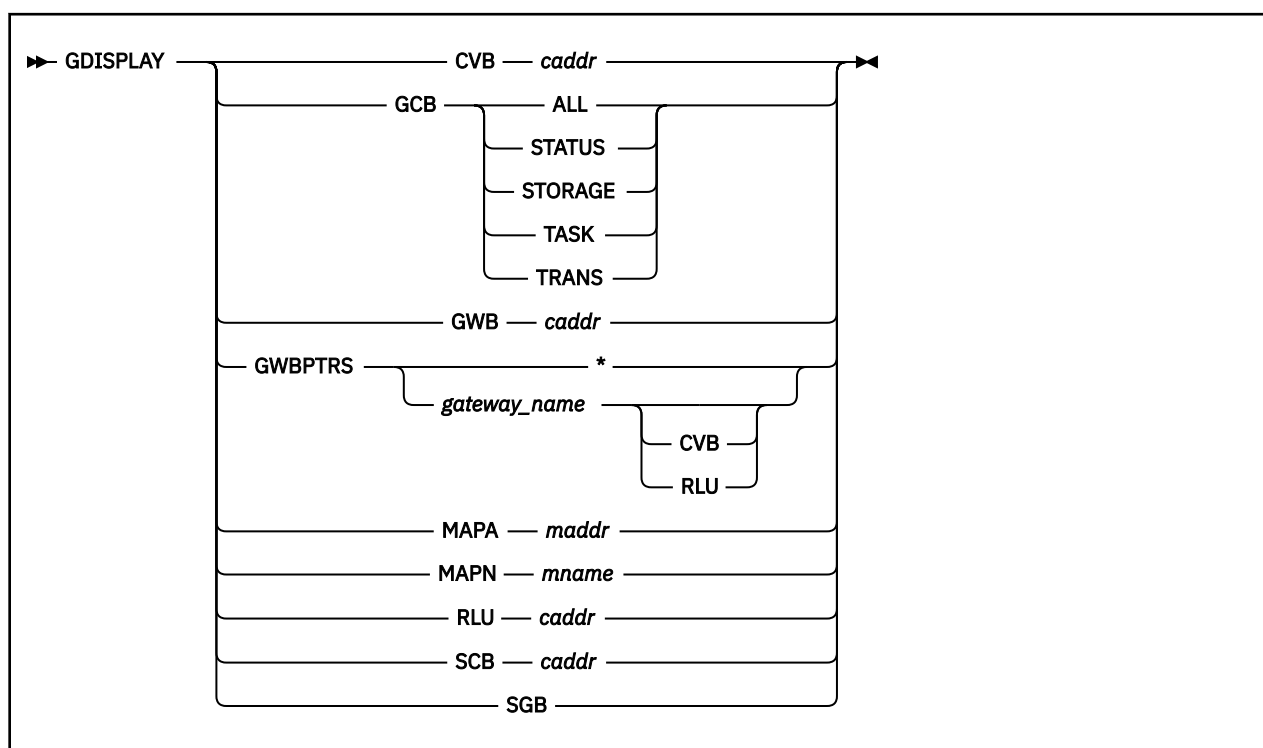 GDISPLAY CVB caddr
GCB ALL
STATUS
STORAGE
TASK
TRANS
GWB caddr
GWBPTRS *
gateway_name
CVB
RLU
MAPA maddr
MAPN mname
RLU caddr
SCB caddr
SGB